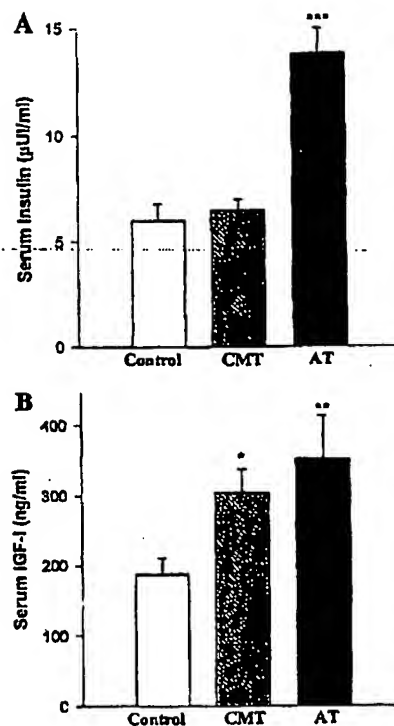 A
***
15
10
5
0
Serum Insulin (µUI/ml)
Control CMT AT
B
**
*
400
300
200
100
0
Serum IGF-I (ng/ml)
Control CMT AT